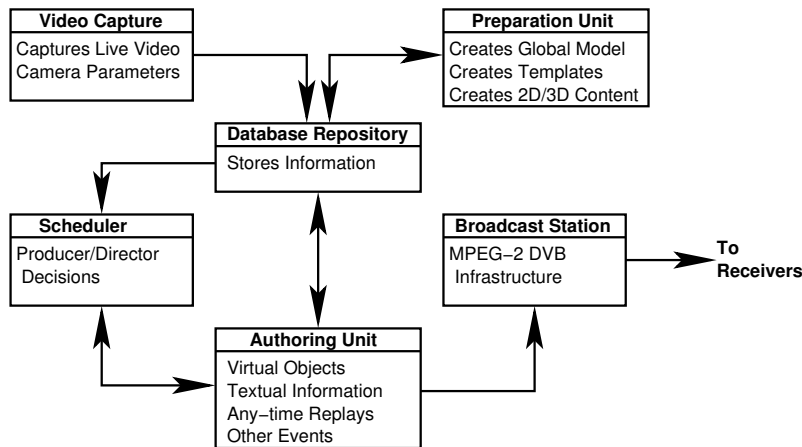 Video Capture
Captures Live Video
Camera Parameters
Preparation Unit
Creates Global Model
Creates Templates
Creates 2D/3D Content
Database Repository
Stores Information
Scheduler
Producer/Director
Decisions
Broadcast Station
MPEG−2 DVB
Infrastructure
To
Receivers
Authoring Unit
Virtual Objects
Textual Information
Any−time Replays
Other Events